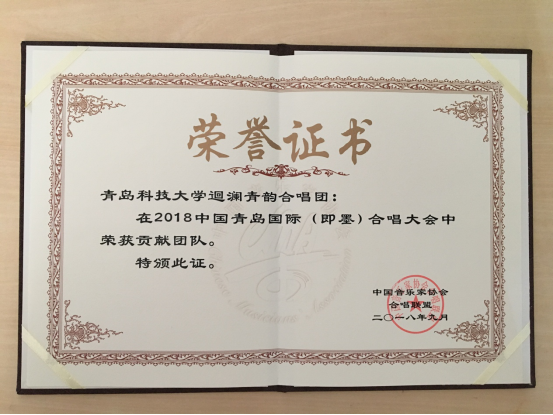 荣誉证书
青岛科技大学迴澜青韵合唱团：
在2018中国青岛国际（即墨）合唱大会中
荣获贡献团队。
特颁此证。
中国音乐家协会
合唱联盟
二〇一八年九月